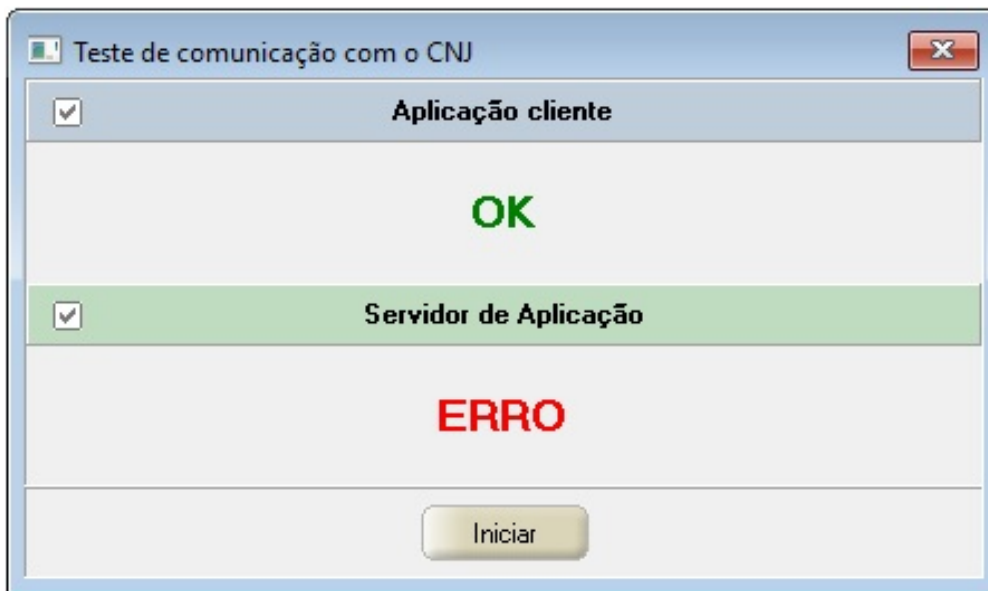 Teste de comunicação com o CNJ
Aplicação cliente
OK
Servidor de Aplicação
ERRO
Iniciar